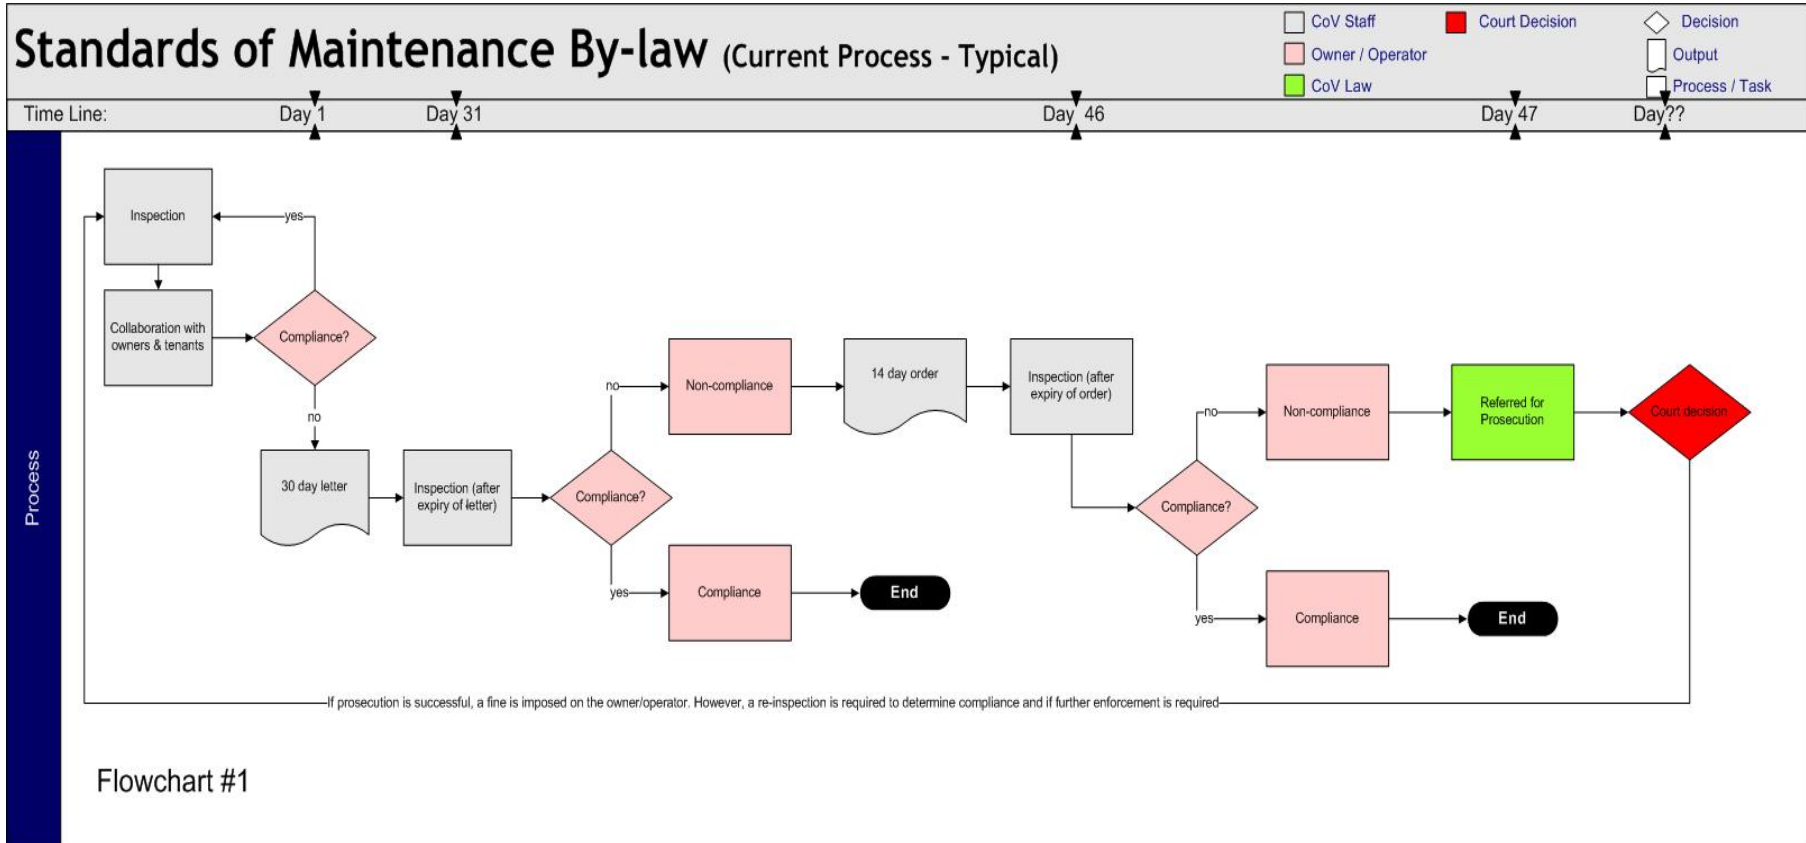 Standards of Maintenance By-law (Current Process - Typical)
CoV Staff
Court Decision
Decision
Owner / Operator
Output
CoV Law
Process / Task
Time Line:
Day 1
Day 31
Day 46
Day 47
Day??
Process
Inspection
yes
Collaboration with
owners & tenants
Compliance?
no
30 day letter
Inspection (after
expiry of letter)
Compliance?
no
Non-compliance
14 day order
Inspection (after
expiry of order)
yes
Compliance
End
Compliance?
no
Non-compliance
Referred for
Prosecution
Court decision
yes
Compliance
End
If prosecution is successful, a fine is imposed on the owner/operator. However, a re-inspection is required to determine compliance and if further enforcement is required
Flowchart #1